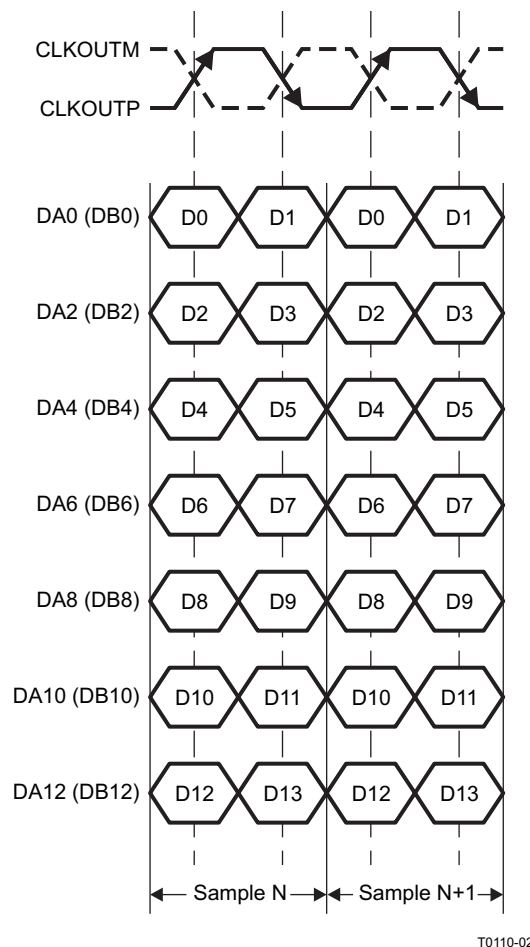 CLKOUTM
CLKOUTP
DA0 (DB0) D0 D1 D0 D1
DA2 (DB2) D2 D3 D2 D3
DA4 (DB4) D4 D5 D4 D5
DA6 (DB6) D6 D7 D6 D7
DA8 (DB8) D8 D9 D8 D9
DA10 (DB10) D10 D11 D10 D11
DA12 (DB12) D12 D13 D12 D13
Sample N Sample N+1
T0110-02